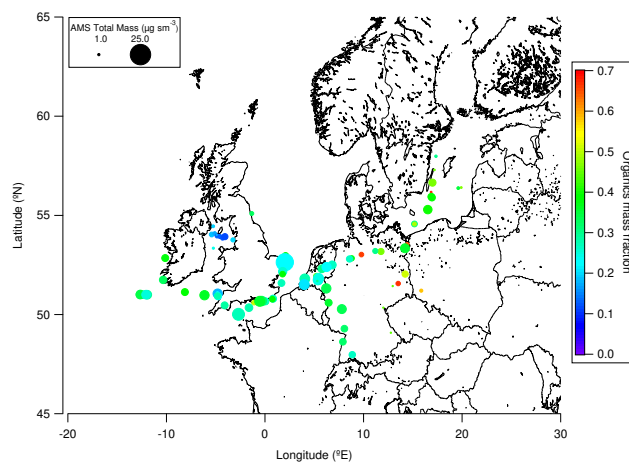 AMS Total Mass (µg sm⁻³)
1.0 25.0
65
60
55
50
45
Latitude (ºN)
-20 -10 0 10 20 30
Longitude (ºE)
0.7
0.6
0.5
0.4
0.3
0.2
0.1
0.0
Organics mass fraction